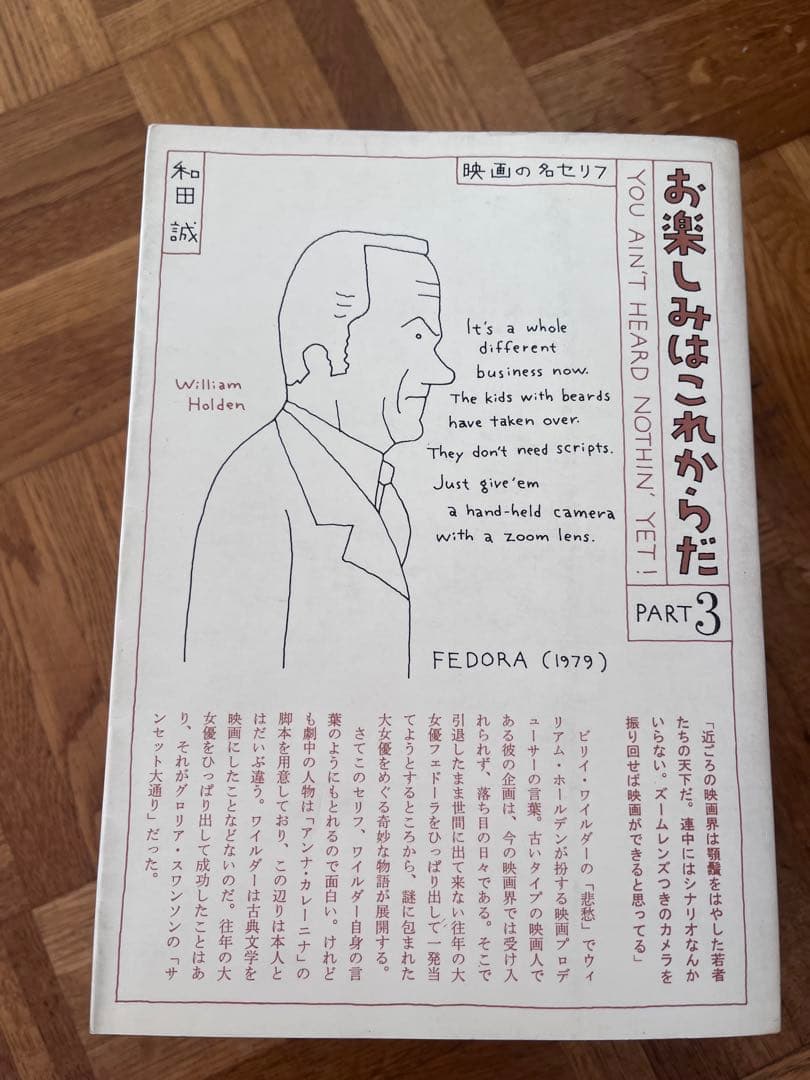 お楽しみはこれからだ
YOU AIN'T HEARD NOTHIN' YET!
PART3
映画の名セリフ
和田 誠
William
Holden
It's a whole
different
business now.
The kids with beards
have taken over.
They don't need scripts.
Just give 'em
a hand-held camera
with a zoom lens.
FEDORA (1979)
「近ごろの映画界は顎鬚をはやした若者
たちの天下だ。連中にはシナリオなんか
いらない。ズームレンズつきのカメラを
振り回せば映画ができると思ってる」
ビリイ・ワイルダーの「悲愁」でウィ
リアム・ホールデンが扮する映画プロデ
ューサーの言葉。古いタイプの映画人で
ある彼の企画は、今の映画界では受け入
れられず、落ち目の日々である。そこで
引退したまま世間に出て来ない往年の大
女優フェドーラをひっぱり出して一発当
てようとするところから、謎に包まれた
大女優をめぐる奇妙な物語が展開する。
さてこのセリフ、ワイルダー自身の言
葉のようにもとれるので面白い。けれど
も劇中の人物は「アンナ・カレーニナ」の
脚本を用意しており、この辺りは本人と
はだいぶ違う。ワイルダーは古典文学を
映画にしたことなどないのだ。往年の大
女優をひっぱり出して成功したことはあ
り、それがグロリア・スワンソンの「サ
ンセット大通り」だった。